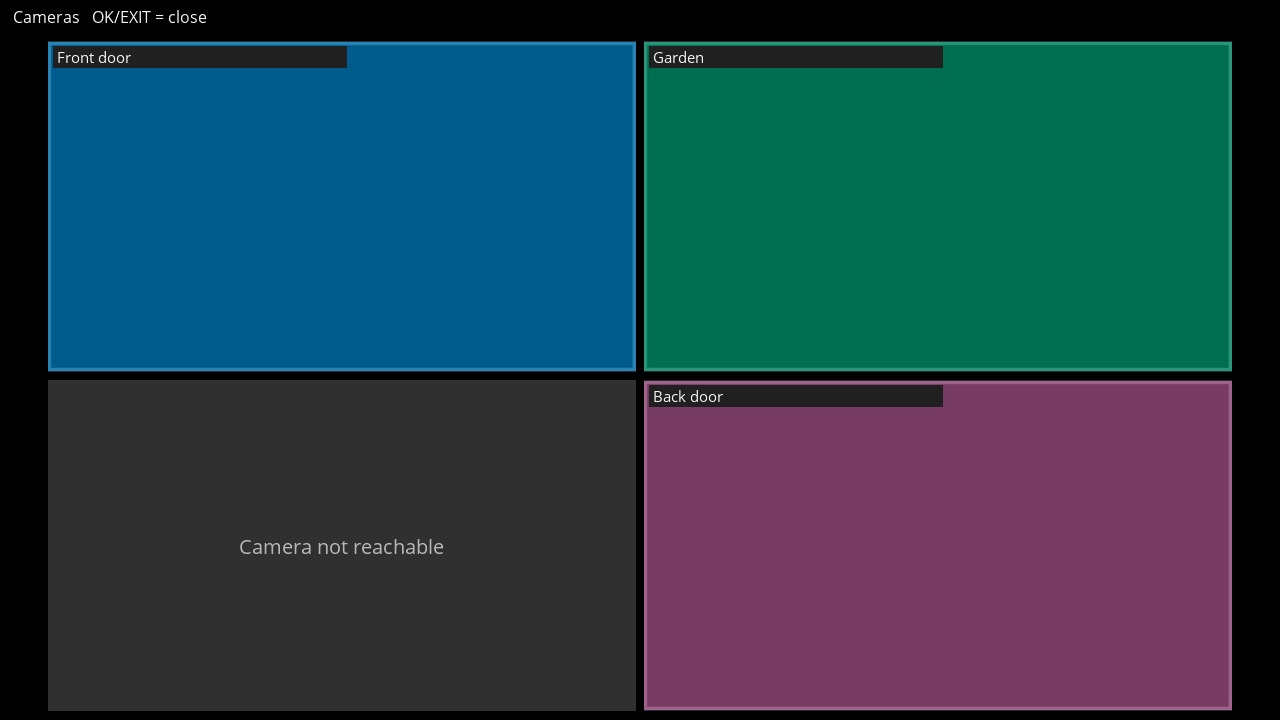 Cameras   OK/EXIT = close
Front door
Garden
Camera not reachable
Back door